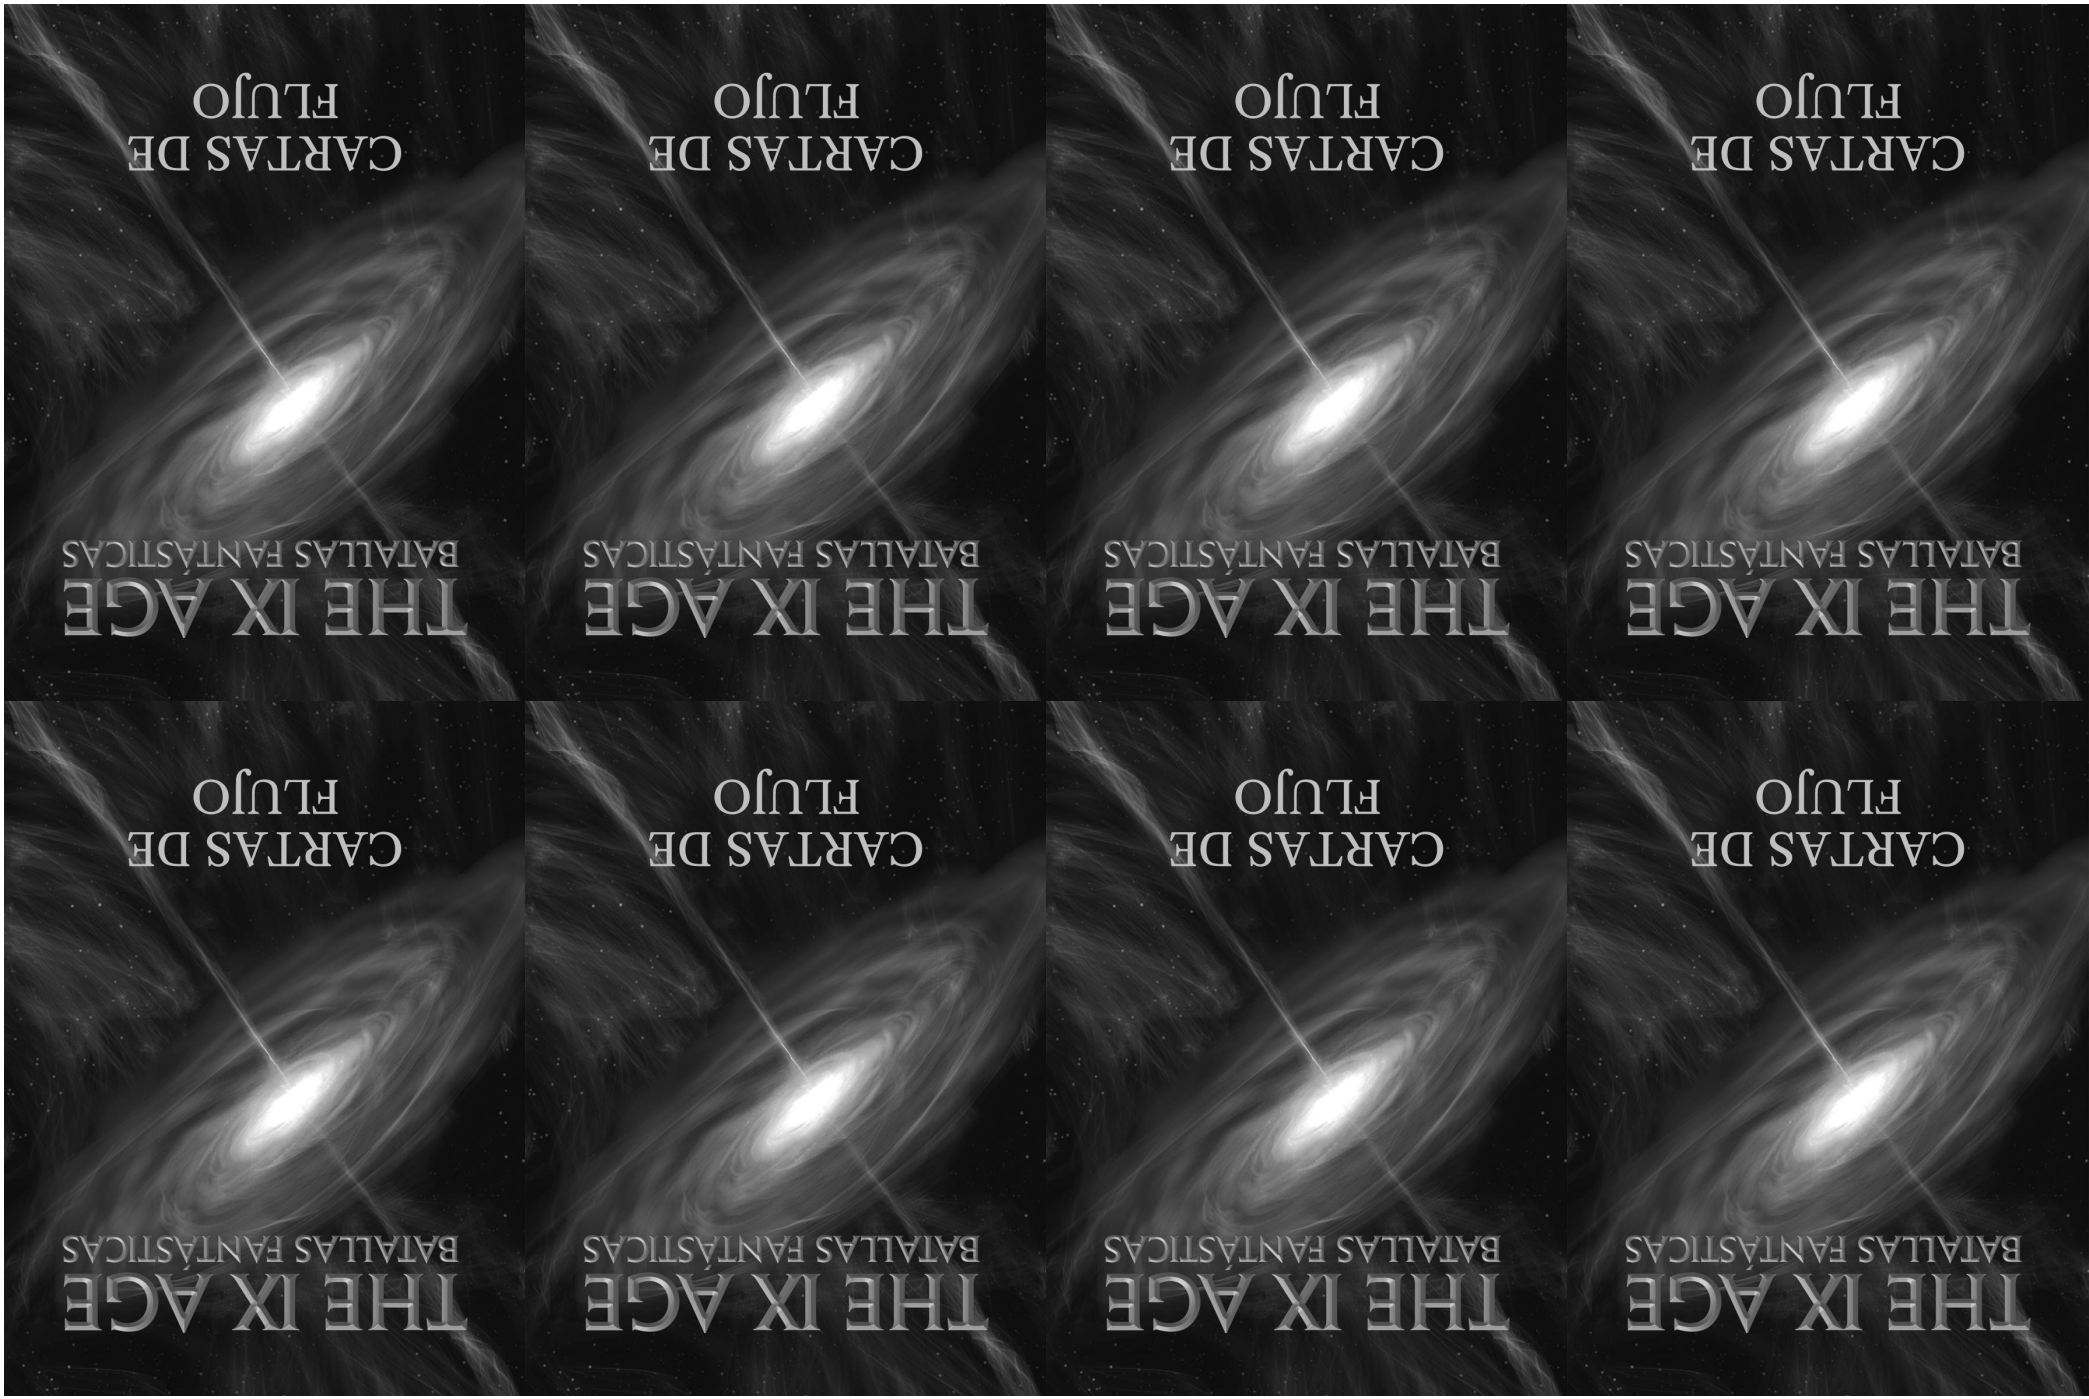 THE IX AGE
BATALLAS FANTÁSTICAS
CARTAS DE
FLUJO
THE IX AGE
BATALLAS FANTÁSTICAS
CARTAS DE
FLUJO
THE IX AGE
BATALLAS FANTÁSTICAS
CARTAS DE
FLUJO
THE IX AGE
BATALLAS FANTÁSTICAS
CARTAS DE
FLUJO
THE IX AGE
BATALLAS FANTÁSTICAS
CARTAS DE
FLUJO
THE IX AGE
BATALLAS FANTÁSTICAS
CARTAS DE
FLUJO
THE IX AGE
BATALLAS FANTÁSTICAS
CARTAS DE
FLUJO
THE IX AGE
BATALLAS FANTÁSTICAS
CARTAS DE
FLUJO